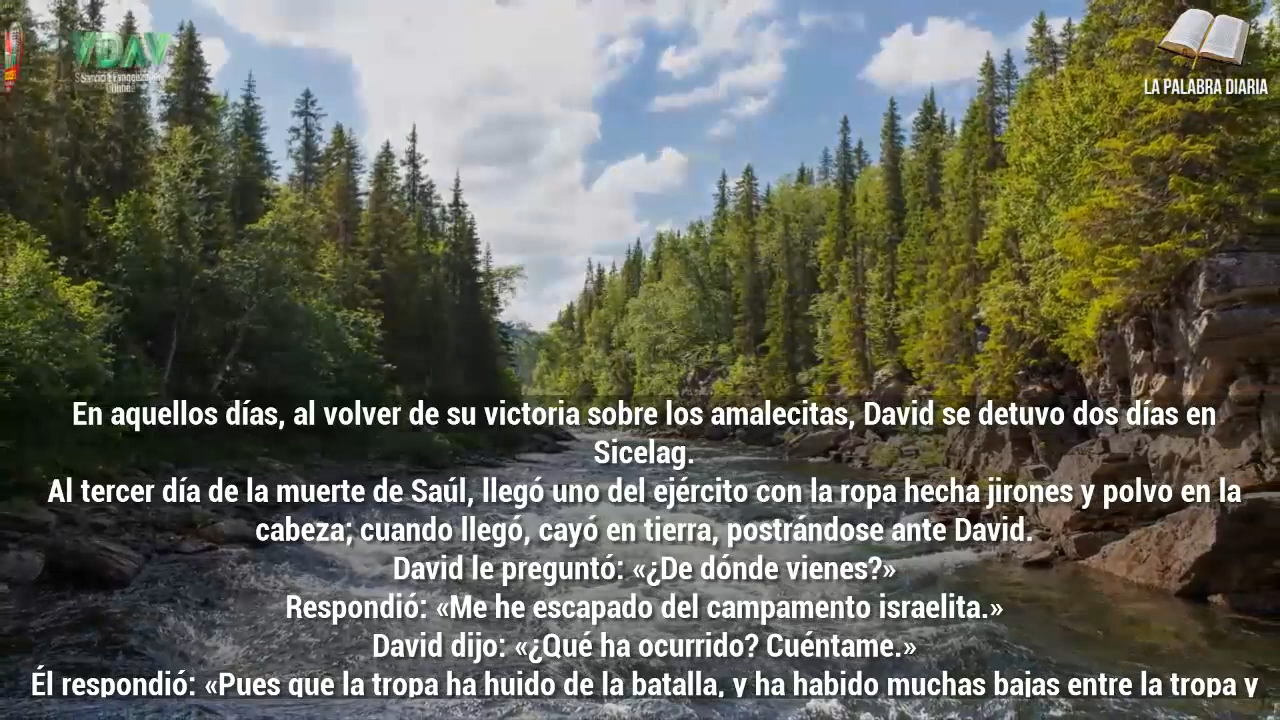 VDAV
LA PALABRA DIARIA
En aquellos días, al volver de su victoria sobre los amalecitas, David se detuvo dos días en
Sicelag.
Al tercer día de la muerte de Saúl, llegó uno del ejército con la ropa hecha jirones y polvo en la
cabeza; cuando llegó, cayó en tierra, postrándose ante David.
David le preguntó: «¿De dónde vienes?»
Respondió: «Me he escapado del campamento israelita.»
David dijo: «¿Qué ha ocurrido? Cuéntame.»
Él respondió: «Pues que la tropa ha huido de la batalla, y ha habido muchas bajas entre la tropa y